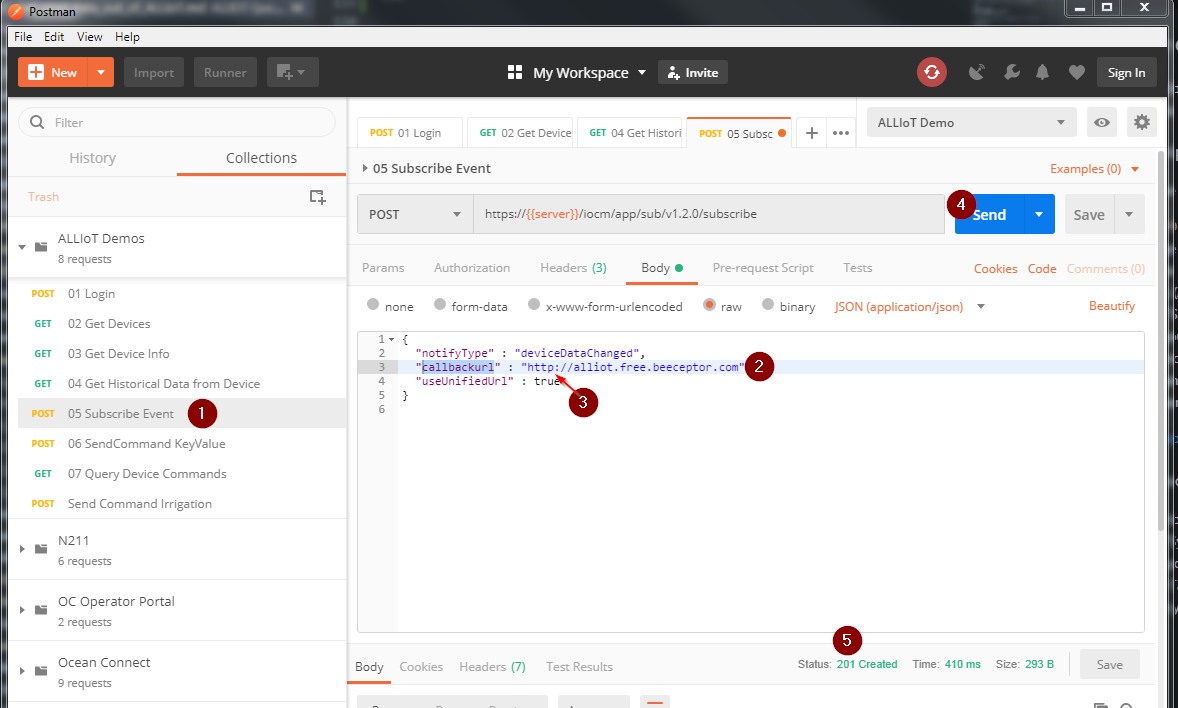 Postman
File Edit View Help
New Import Runner My Workspace Invite Sign In
Filter
History Collections
Trash
ALLIoT Demos
8 requests
POST 01 Login
GET 02 Get Devices
GET 03 Get Device Info
GET 04 Get Historical Data from Device
POST 05 Subscribe Event 1
POST 06 SendCommand KeyValue
GET 07 Query Device Commands
POST Send Command Irrigation
N211
6 requests
OC Operator Portal
2 requests
Ocean Connect
9 requests
POST 01 Login GET 02 Get Device GET 04 Get Histori POST 05 Subsc + ••• ALLIoT Demo
05 Subscribe Event Examples (0)
POST https://{{server}}/iocm/app/sub/v1.2.0/subscribe 4 Send Save
Params Authorization Headers (3) Body Pre-request Script Tests Cookies Code Comments (0)
none form-data x-www-form-urlencoded raw binary JSON (application/json) Beautify
1 {
2 "notifyType" : "deviceDataChanged",
3 "callbackurl" : "http://alliot.free.beeceptor.com" 2
4 "useUnifiedUrl" : true
3
5 }
6
5
Body Cookies Headers (7) Test Results Status: 201 Created Time: 410 ms Size: 293 B Save